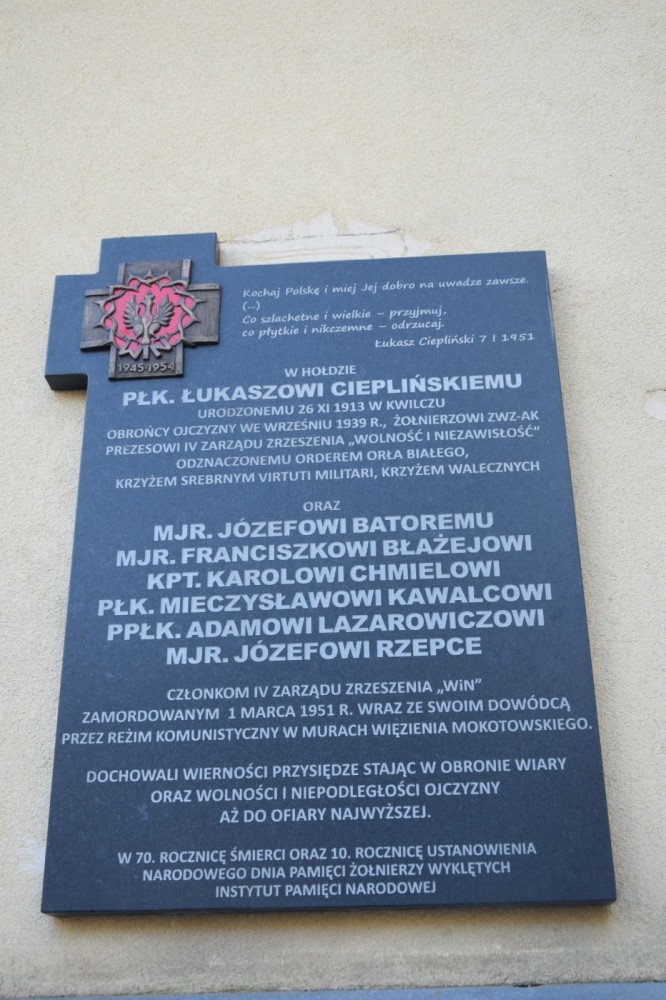 Kochaj Polskę i miej Jej dobro na uwadze zawsze.
(...)
Co szlachetne i wielkie – przyjmuj,
co płytkie i nikczemne – odrzucaj.
Łukasz Ciepliński 7 I 1951
WiN
1945-1954
W HOŁDZIE
PŁK. ŁUKASZOWI CIEPLIŃSKIEMU
URODZONEMU 26 XI 1913 W KWILCZU
OBROŃCY OJCZYZNY WE WRZEŚNIU 1939 R., ŻOŁNIERZOWI ZWZ-AK
PREZESOWI IV ZARZĄDU ZRZESZENIA „WOLNOŚĆ I NIEZAWISŁOŚĆ"
ODZNACZONEMU ORDEREM ORŁA BIAŁEGO,
KRZYŻEM SREBRNYM VIRTUTI MILITARI, KRZYŻEM WALECZNYCH
ORAZ
MJR. JÓZEFOWI BATOREMU
MJR. FRANCISZKOWI BŁAŻEJOWI
KPT. KAROLOWI CHMIELOWI
PŁK. MIECZYSŁAWOWI KAWALCOWI
PPŁK. ADAMOWI LAZAROWICZOWI
MJR. JÓZEFOWI RZEPCE
CZŁONKOM IV ZARZĄDU ZRZESZENIA „WiN"
ZAMORDOWANYM 1 MARCA 1951 R. WRAZ ZE SWOIM DOWÓDCĄ
PRZEZ REŻIM KOMUNISTYCZNY W MURACH WIĘZIENIA MOKOTOWSKIEGO.
DOCHOWALI WIERNOŚCI PRZYSIĘDZE STAJĄC W OBRONIE WIARY
ORAZ WOLNOŚCI I NIEPODLEGŁOŚCI OJCZYZNY
AŻ DO OFIARY NAJWYŻSZEJ.
W 70. ROCZNICĘ ŚMIERCI ORAZ 10. ROCZNICĘ USTANOWIENIA
NARODOWEGO DNIA PAMIĘCI ŻOŁNIERZY WYKLĘTYCH
INSTYTUT PAMIĘCI NARODOWEJ